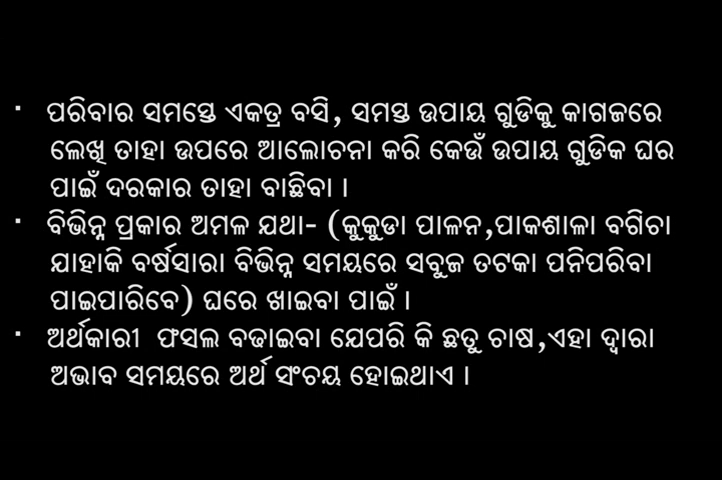 · ପରିବାର ସମସ୍ତେ ଏକତ୍ର ବସି, ସମସ୍ତ ଉପାୟ ଗୁଡିକୁ କାଗଜରେ
ଲେଖି ତାହା ଉପରେ ଆଲୋଚନା କରି କେଉଁ ଉପାୟ ଗୁଡିକ ଘର
ପାଇଁ ଦରକାର ତାହା ବାଛିବା ।
· ବିଭିନ୍ନ ପ୍ରକାର ଅମଳ ଯଥା- (କୁକୁଡା ପାଳନ,ପାକଶାଳା ବଗିଚା
ଯାହାକି ବର୍ଷସାରା ବିଭିନ୍ନ ସମୟରେ ସବୁଜ ତଟକା ପନିପରିବା
ପାଇପାରିବେ) ଘରେ ଖାଇବା ପାଇଁ ।
· ଅର୍ଥକାରୀ ଫସଲ ବଢାଇବା ଯେପରି କି ଛତୁ ଚାଷ,ଏହା ଦ୍ୱାରା
ଅଭାବ ସମୟରେ ଅର୍ଥ ସଂଚୟ ହୋଇଥାଏ ।